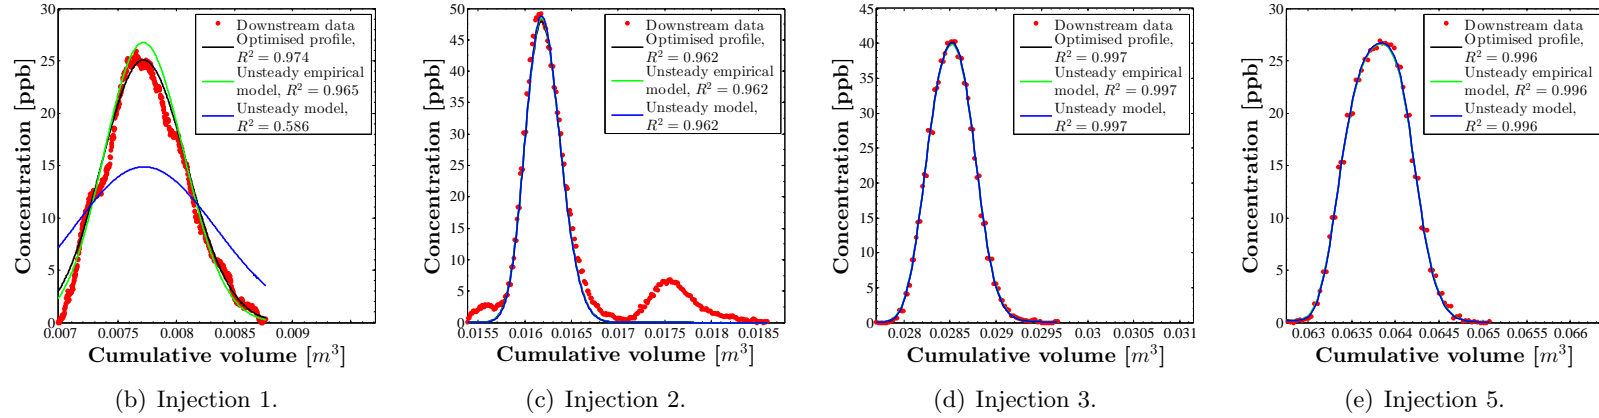 Concentration [ppb]
30
25
20
15
10
5
0
0.007 0.0075 0.008 0.0085 0.009
Cumulative volume [m³]
Downstream data
Optimised profile,
R² = 0.974
Unsteady empirical
model, R² = 0.965
Unsteady model,
R² = 0.586
(b) Injection 1.
Concentration [ppb]
50
45
40
35
30
25
20
15
10
5
0
0.0155 0.016 0.0165 0.017 0.0175 0.018 0.0185
Cumulative volume [m³]
Downstream data
Optimised profile,
R² = 0.962
Unsteady empirical
model, R² = 0.962
Unsteady model,
R² = 0.962
(c) Injection 2.
Concentration [ppb]
45
40
35
30
25
20
15
10
5
0
0.028 0.0285 0.029 0.0295 0.03 0.0305 0.031
Cumulative volume [m³]
Downstream data
Optimised profile,
R² = 0.997
Unsteady empirical
model, R² = 0.997
Unsteady model,
R² = 0.997
(d) Injection 3.
Concentration [ppb]
30
25
20
15
10
5
0
0.063 0.0635 0.064 0.0645 0.065 0.0655 0.066
Cumulative volume [m³]
Downstream data
Optimised profile,
R² = 0.996
Unsteady empirical
model, R² = 0.996
Unsteady model,
R² = 0.996
(e) Injection 5.